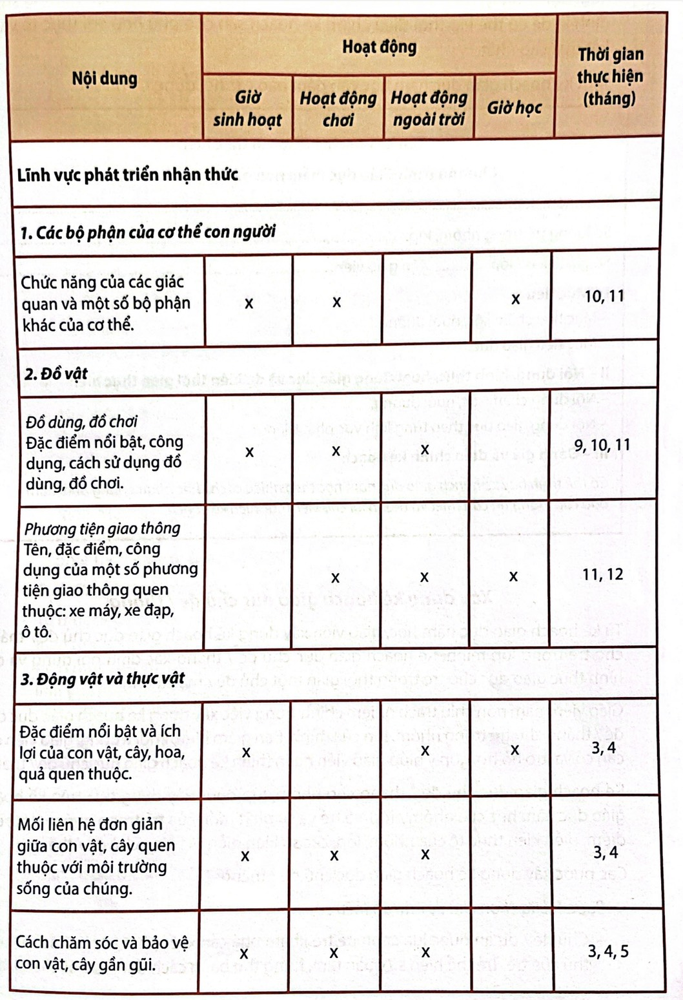 Nội dung
Hoạt động
Thời gian
thực hiện
(tháng)
Giờ
sinh hoạt
Hoạt động
chơi
Hoạt động
ngoài trời
Giờ học
Lĩnh vực phát triển nhận thức
1. Các bộ phận của cơ thể con người
Chức năng của các giác
quan và một số bộ phận
khác của cơ thể.
x x x 10, 11
2. Đồ vật
Đồ dùng, đồ chơi
Đặc điểm nổi bật, công
dụng, cách sử dụng đồ
dùng, đồ chơi.
x x x 9, 10, 11
Phương tiện giao thông
Tên, đặc điểm, công
dụng của một số phương
tiện giao thông quen
thuộc: xe máy, xe đạp,
ô tô.
x x x 11, 12
3. Động vật và thực vật
Đặc điểm nổi bật và ích
lợi của con vật, cây, hoa,
quả quen thuộc.
x x x 3, 4
Mối liên hệ đơn giản
giữa con vật, cây quen
thuộc với môi trường
sống của chúng.
x x x 3, 4
Cách chăm sóc và bảo vệ
con vật, cây gần gũi.
x x x 3, 4, 5